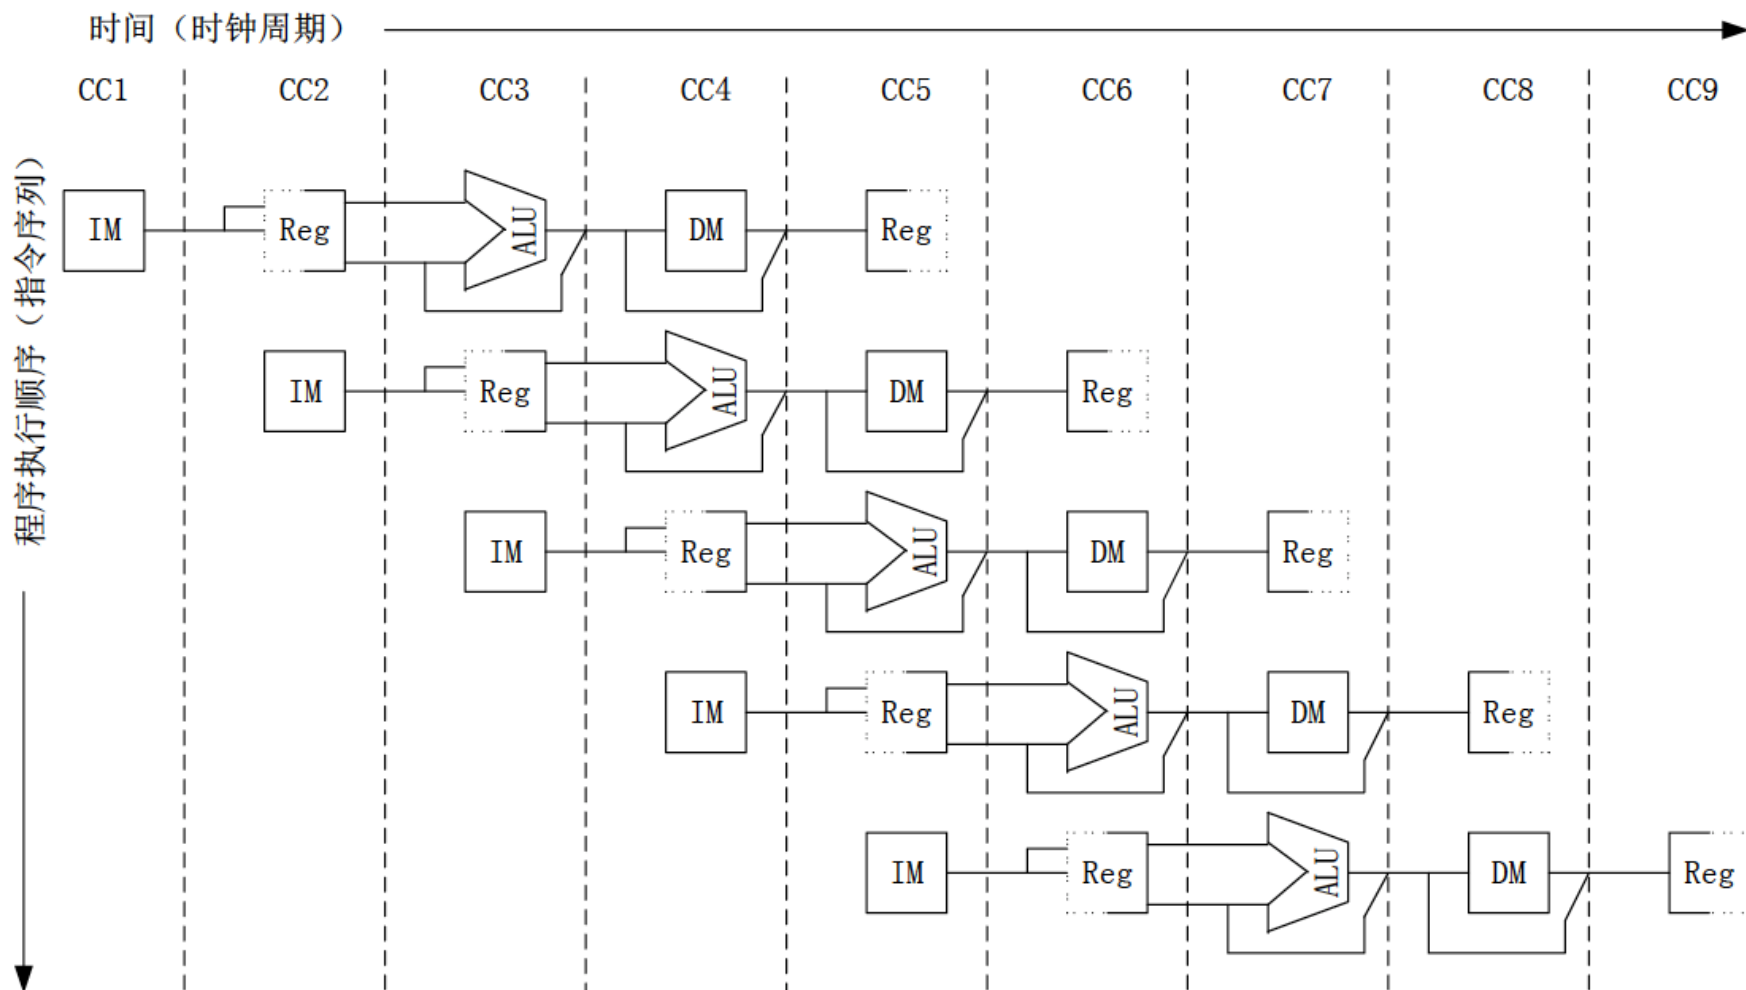 时间（时钟周期）
CC1 CC2 CC3 CC4 CC5 CC6 CC7 CC8 CC9
程序执行顺序（指令序列）
IM Reg ALU DM Reg
IM Reg ALU DM Reg
IM Reg ALU DM Reg
IM Reg ALU DM Reg
IM Reg ALU DM Reg